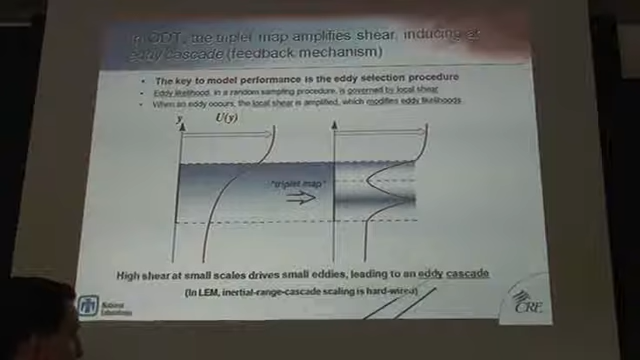 In ODT, the triplet map amplifies shear, inducing an
eddy cascade (feedback mechanism)
• The key to model performance is the eddy selection procedure
• Eddy likelihood, in a random sampling procedure, is governed by local shear
• When an eddy occurs, the local shear is amplified, which modifies eddy likelihoods
y U(y)
"triplet map"
High shear at small scales drives small eddies, leading to an eddy cascade
(In LEM, inertial-range-cascade scaling is hard-wired)
National
Laboratories
CRF